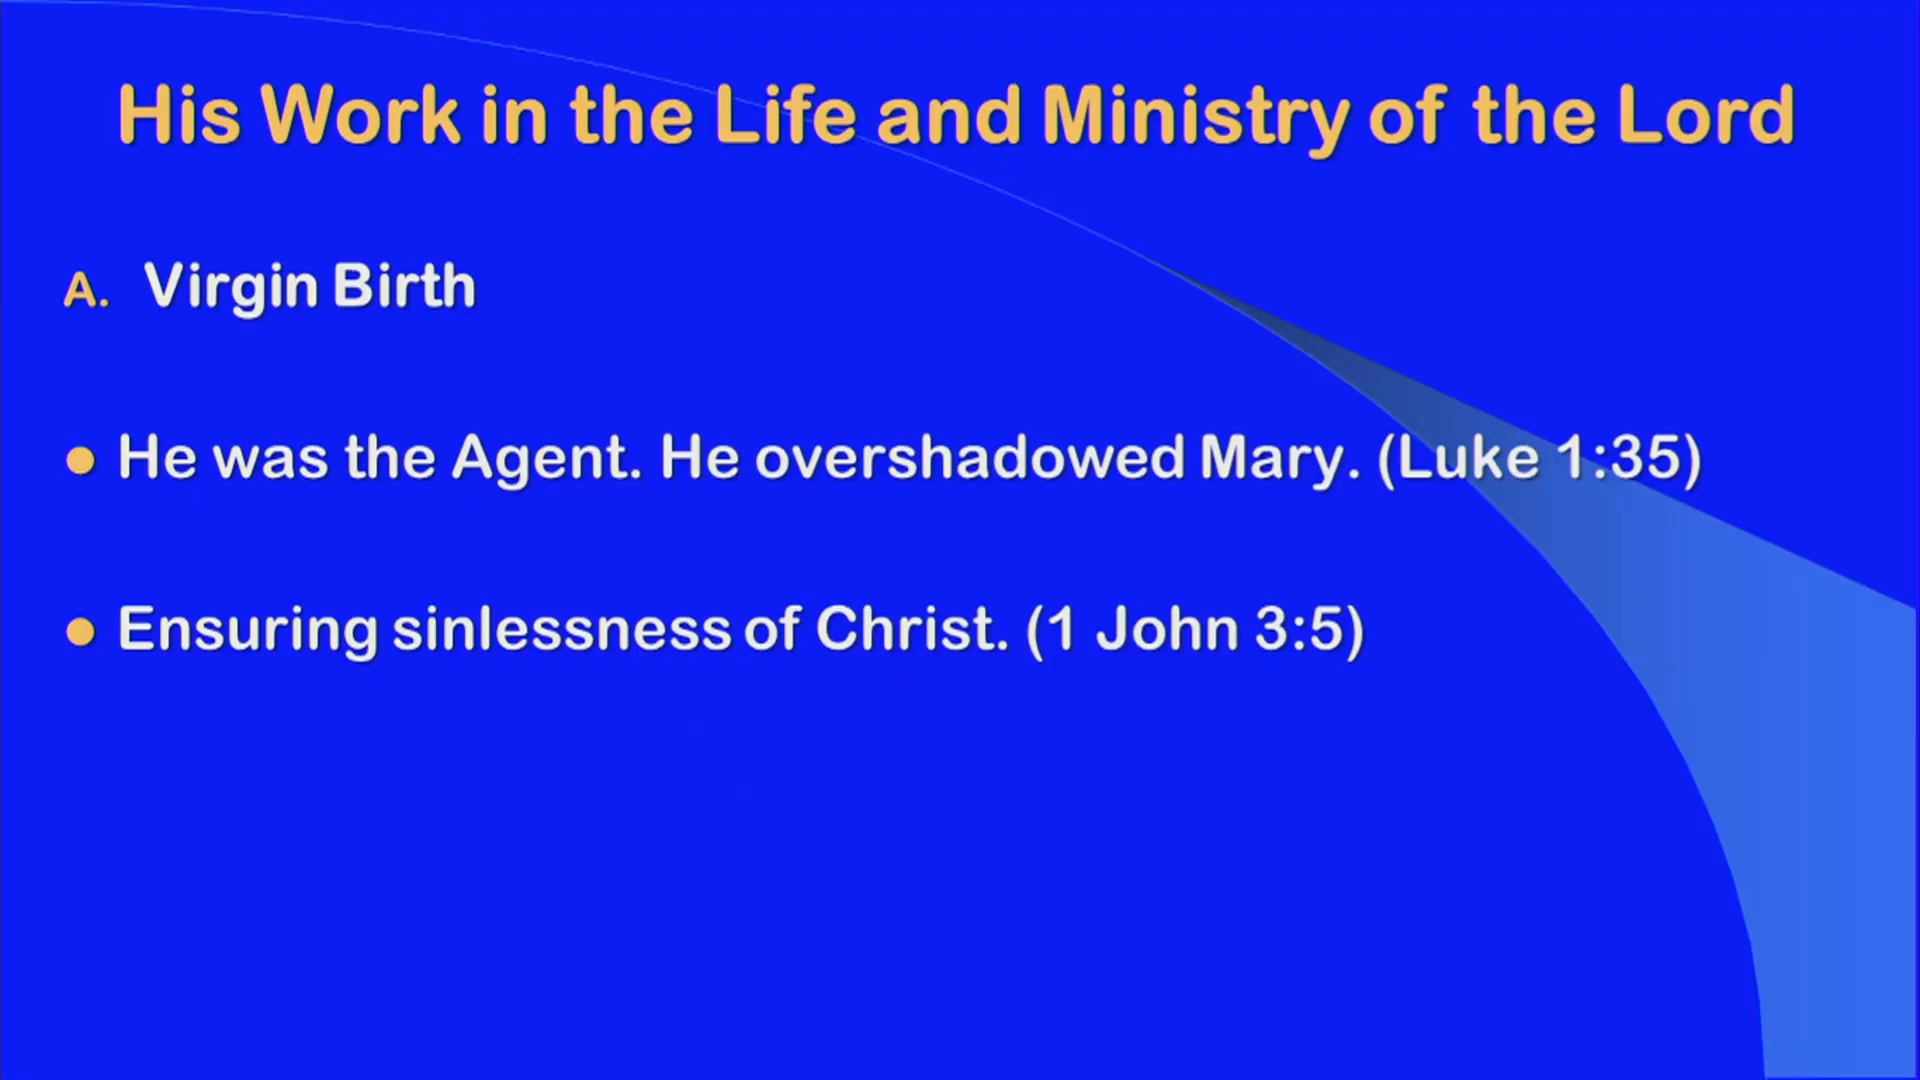 His Work in the Life and Ministry of the Lord
A. Virgin Birth
● He was the Agent. He overshadowed Mary. (Luke 1:35)
● Ensuring sinlessness of Christ. (1 John 3:5)